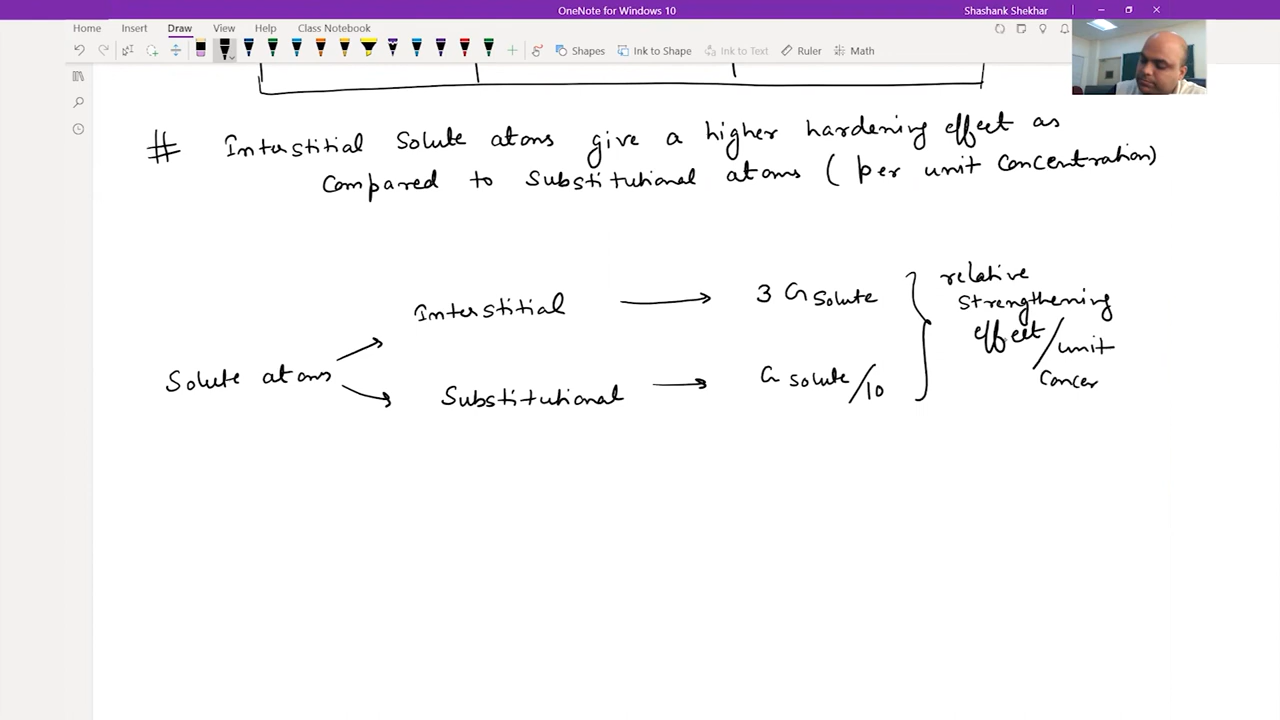 OneNote for Windows 10
Shashank Shekhar
Home Insert Draw View Help Class Notebook
Shapes Ink to Shape Ink to Text Ruler Math
# Interstitial Solute atoms give a higher hardening effect as
compared to Substitutional atoms ( per unit concentration)
Interstitial → 3 G solute
Solute atoms
Substitutional → G solute/10
relative
strengthening
effect/unit
concen